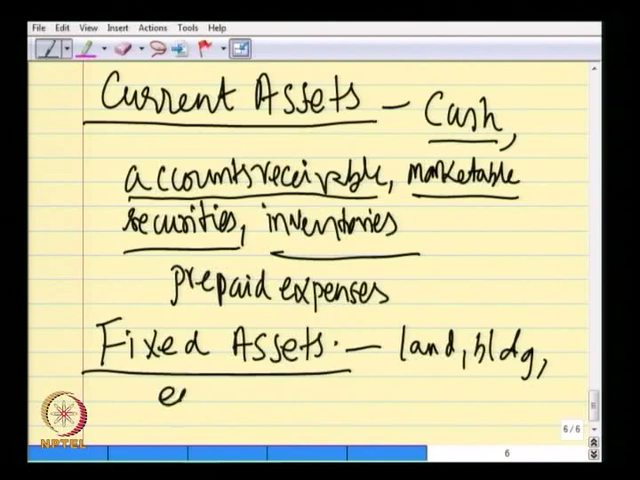 File Edit View Insert Actions Tools Help
Current Assets - Cash,
accounts receivable, marketable
securities, inventories
prepaid expenses
Fixed Assets. - land, bldg,
e
NPTEL
6/6
6